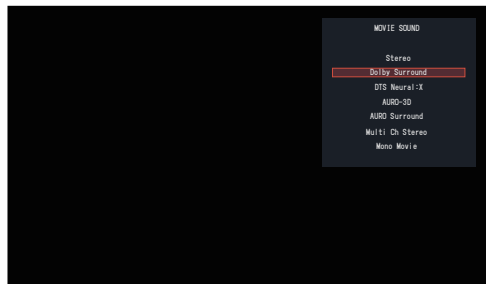 MOVIE SOUND
Stereo
Dolby Surround
DTS Neural:X
AURO-3D
AURO Surround
Multi Ch Stereo
Mono Movie